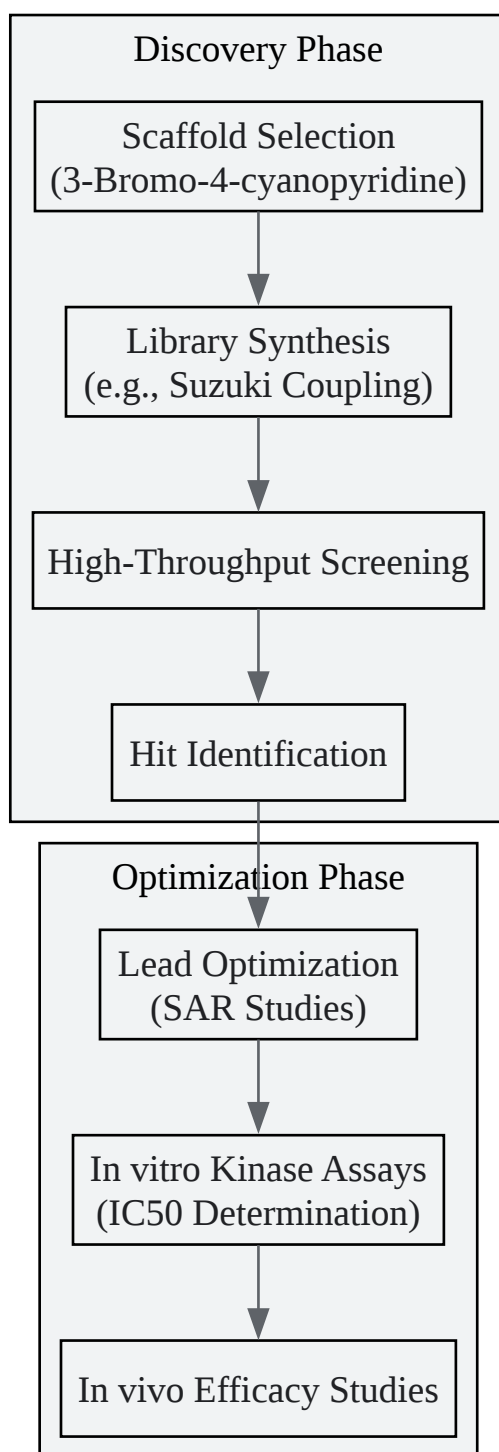 Discovery Phase
Scaffold Selection
(3-Bromo-4-cyanopyridine)
Library Synthesis
(e.g., Suzuki Coupling)
High-Throughput Screening
Hit Identification
Optimization Phase
Lead Optimization
(SAR Studies)
In vitro Kinase Assays
(IC50 Determination)
In vivo Efficacy Studies